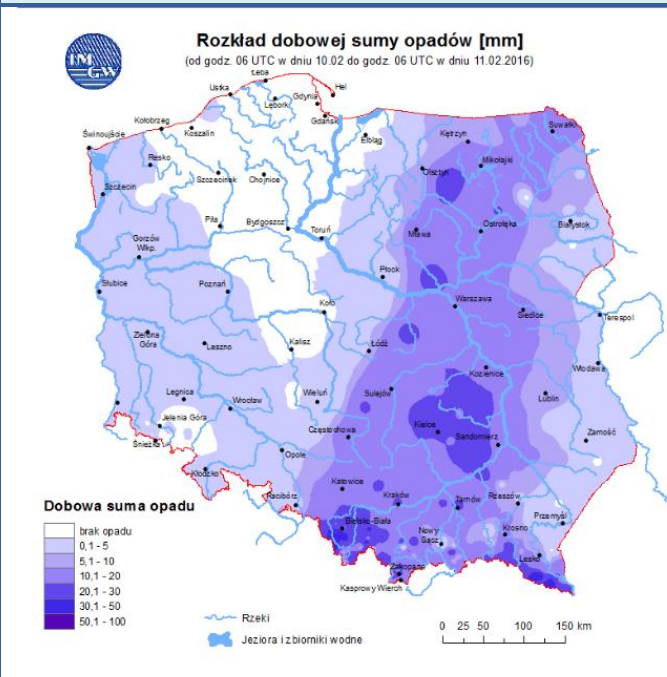 IM
GW
Rozkład dobowej sumy opadów [mm]
(od godz. 06 UTC w dniu 10.02 do godz. 06 UTC w dniu 11.02.2016)
Łeba
Hel
Ustka
Gdynia
Lębork
Kołobrzeg
Gdańsk
Koszalin
Suwałki
Świnoujście
Elbląg
Kętrzyn
Resko
Mikołajki
Szczecinek
Chojnice
Olsztyn
Szczecin
Piła
Bydgoszcz
Toruń
Mława
Ostrołęka
Białystok
Gorzów
Wkp.
Płock
Słubice
Poznań
Koło
Warszawa
Siedlce
Terespol
Zielona
Góra
Leszno
Kalisz
Łódź
Kozienice
Włodawa
Legnica
Wrocław
Wieluń
Sulejów
Lublin
Jelenia Góra
Śnieżka
Częstochowa
Kielce
Sandomierz
Zamość
Opole
Kłodzko
Racibórz
Katowice
Kraków
Tarnów
Rzeszów
Przemyśl
Bielsko-Biała
Nowy
Sącz
Krosno
Lesko
Zakopane
Kasprowy Wierch
Dobowa suma opadu
brak opadu
0,1 - 5
5,1 - 10
10,1 - 20
20,1 - 30
30,1 - 50
50,1 - 100
Rzeki
Jeziora i zbiorniki wodne
0 25 50 100 150 km